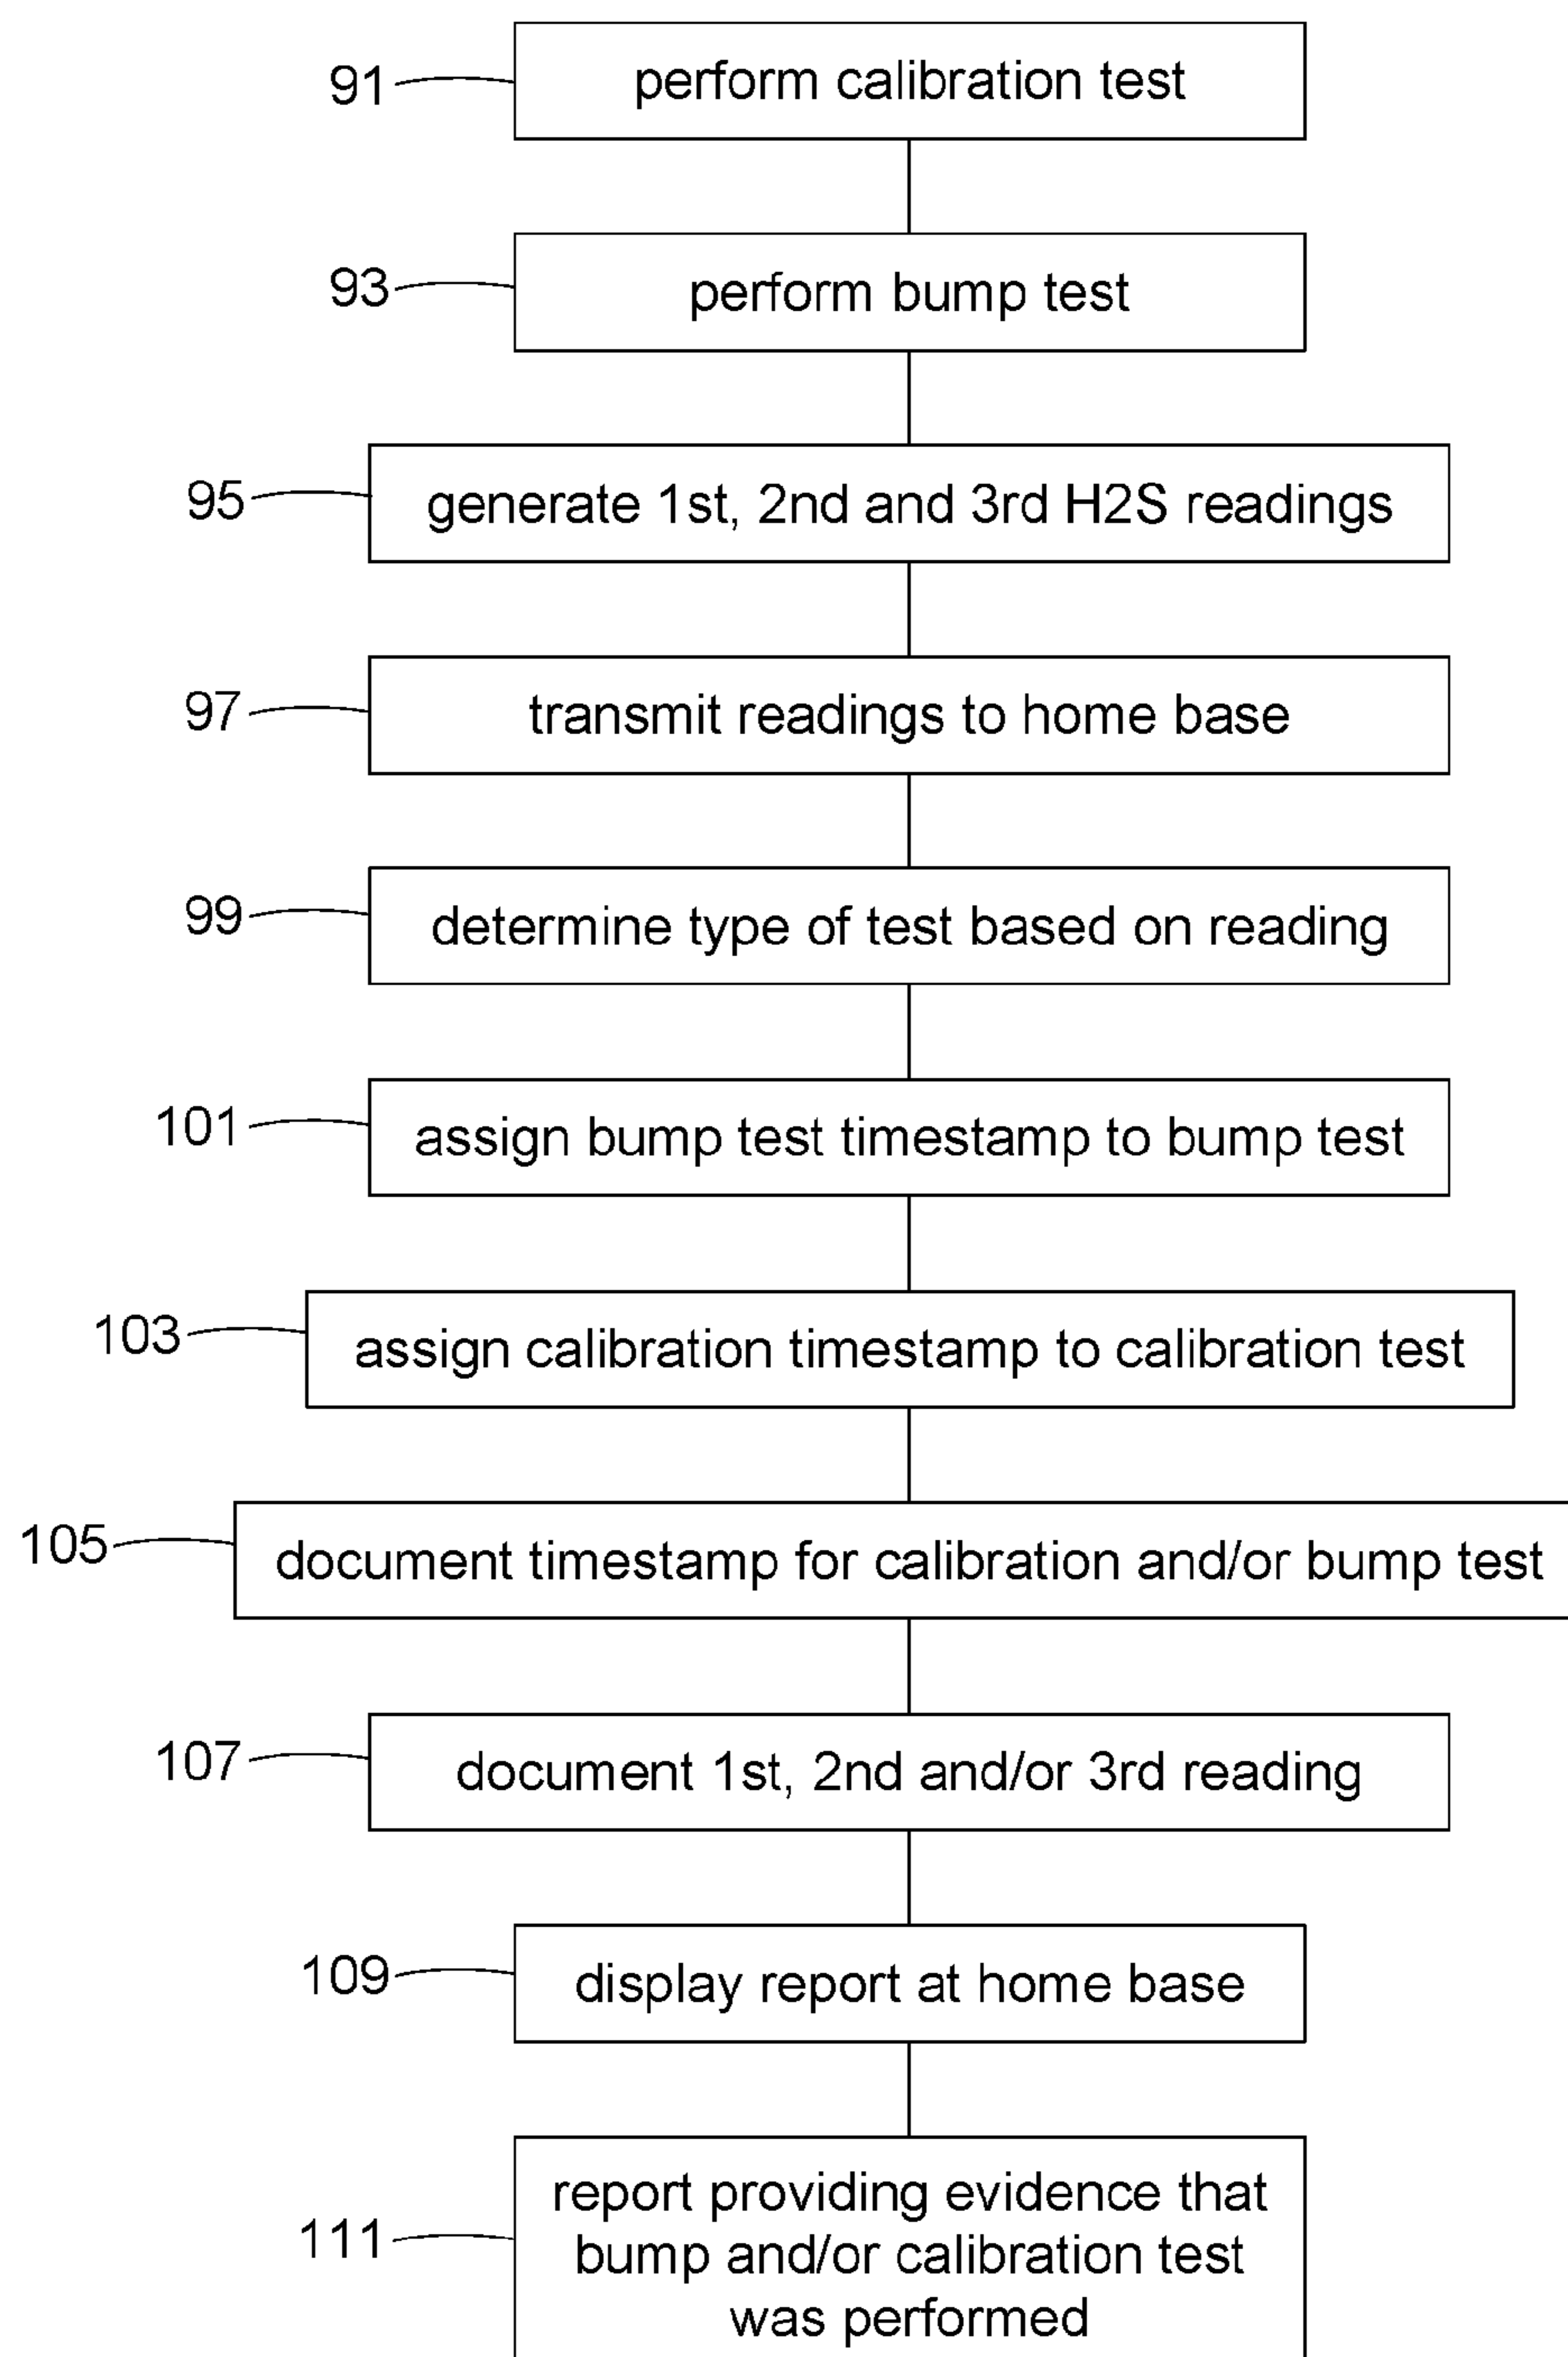 91
perform calibration test
93
perform bump test
95
generate 1st, 2nd and 3rd H2S readings
97
transmit readings to home base
99
determine type of test based on reading
101
assign bump test timestamp to bump test
103
assign calibration timestamp to calibration test
105
document timestamp for calibration and/or bump test
107
document 1st, 2nd and/or 3rd reading
109
display report at home base
111
report providing evidence that
bump and/or calibration test
was performed